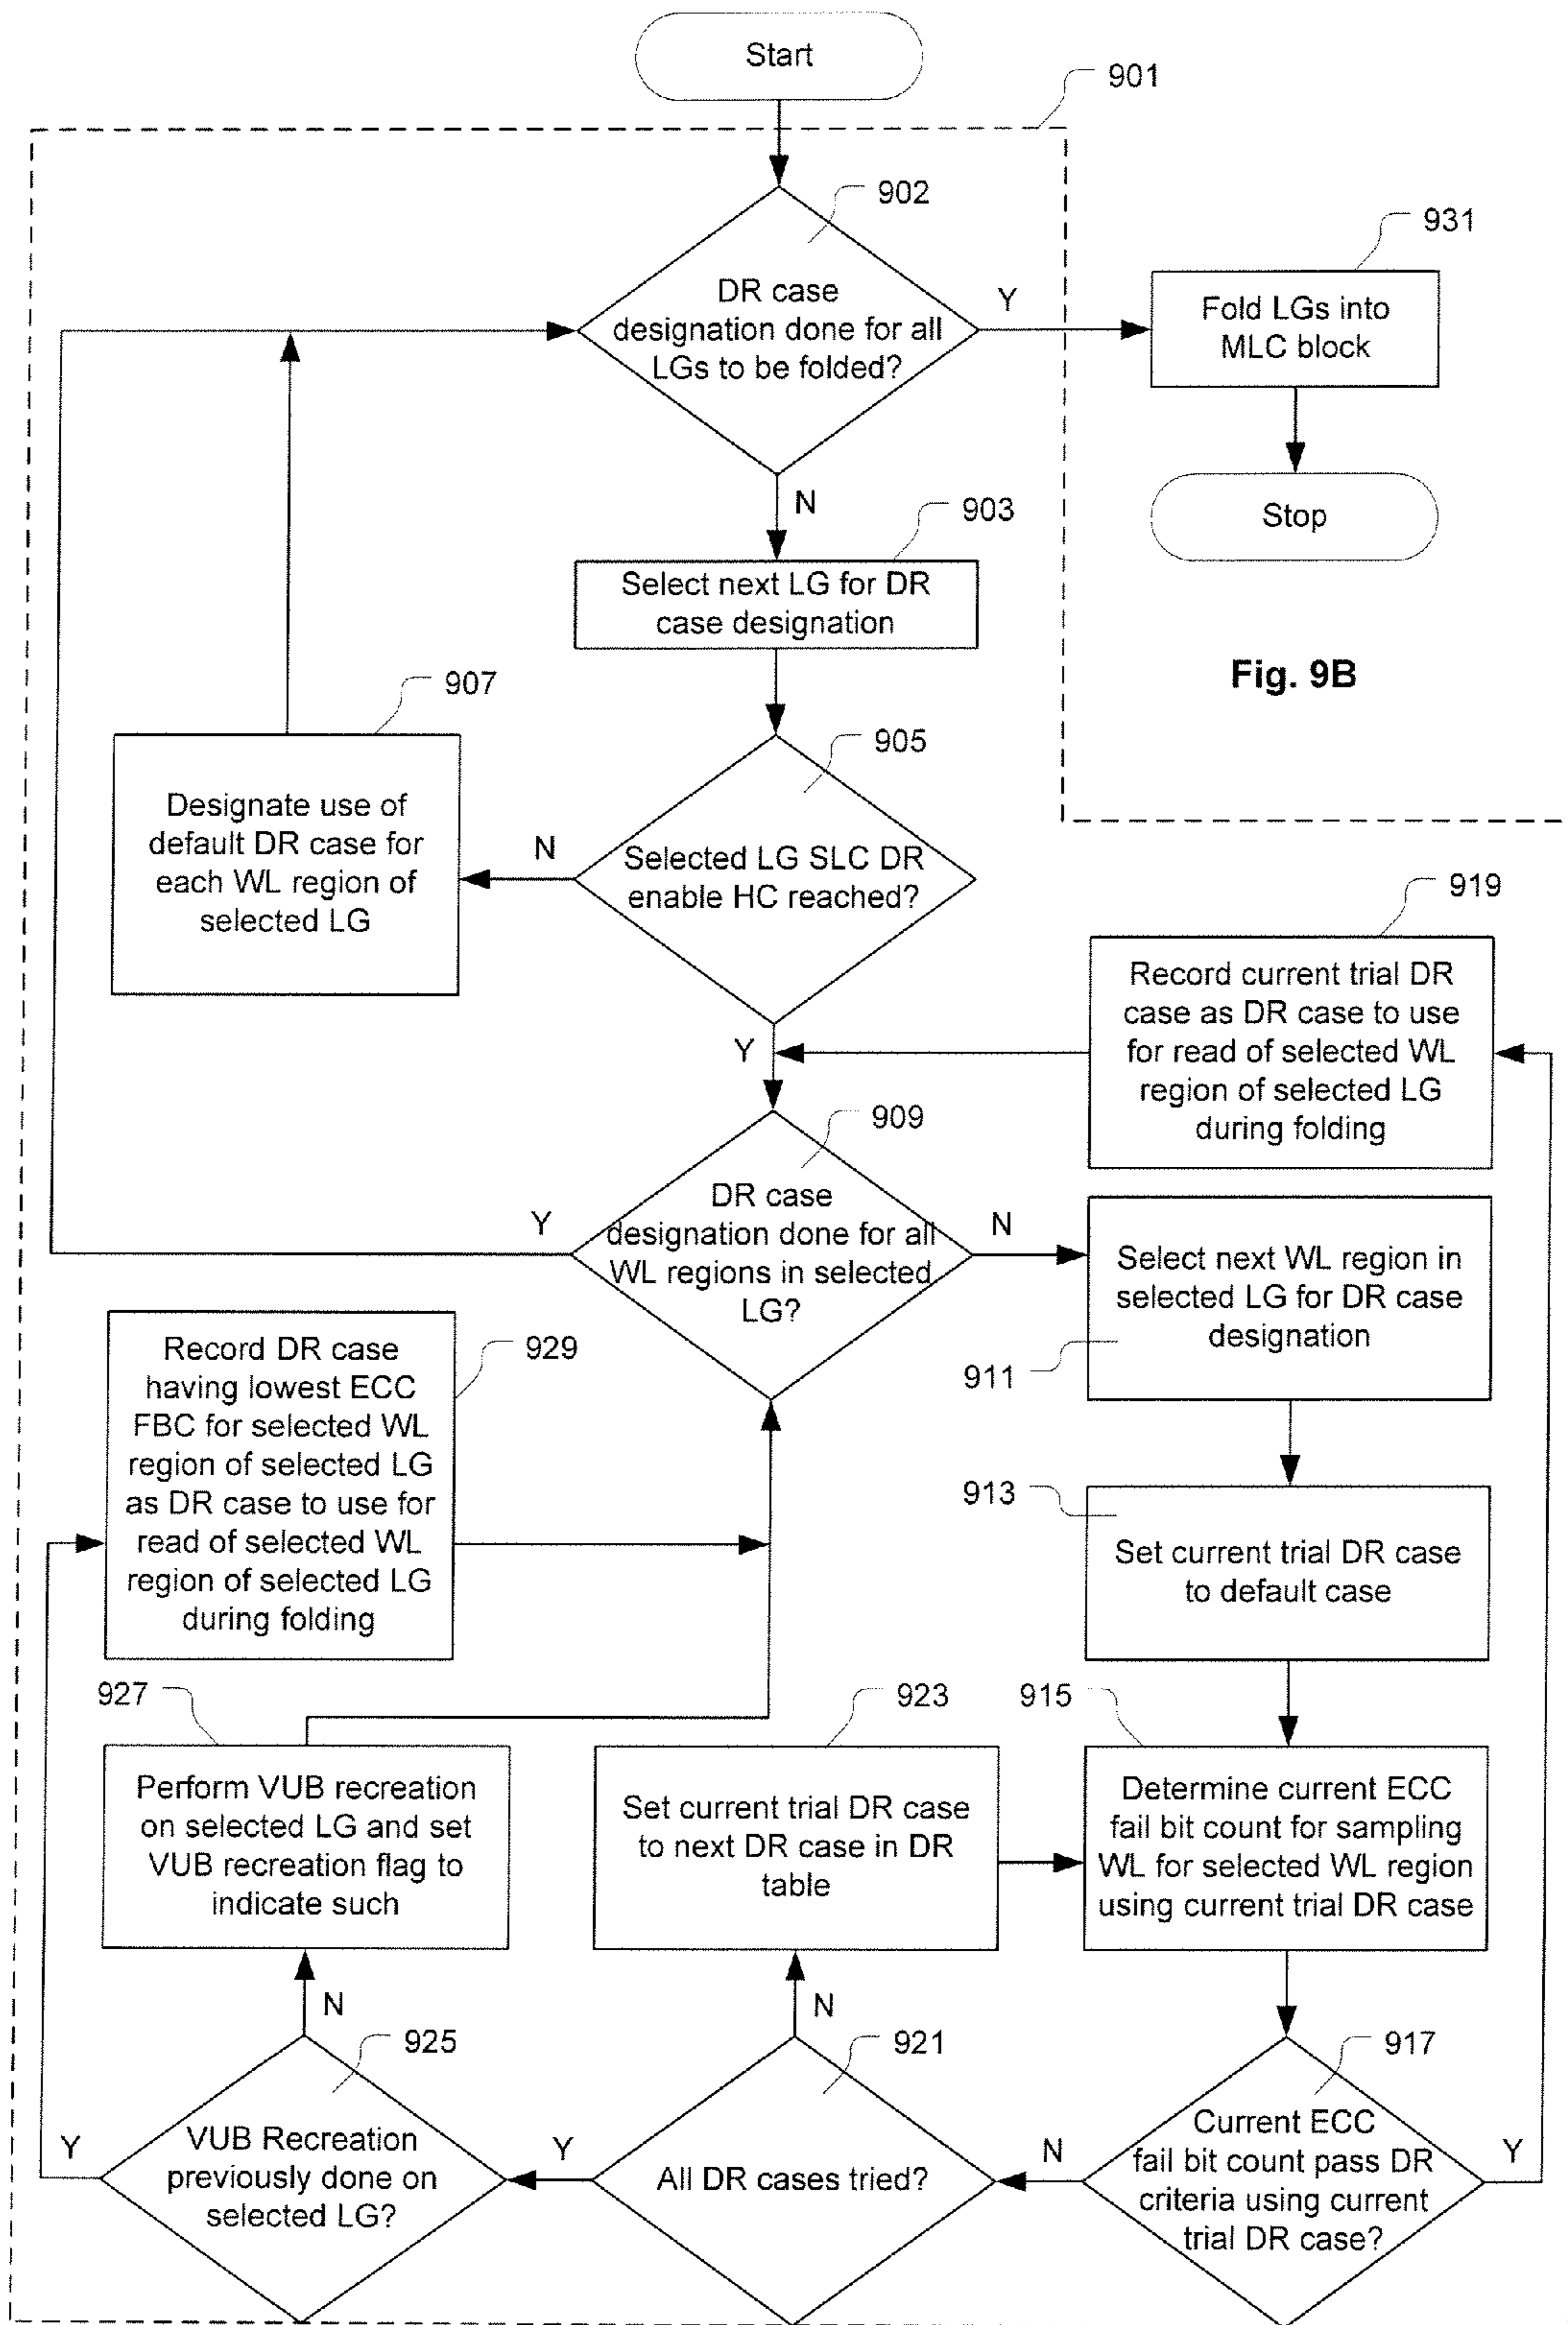 Start
901
902
DR case
designation done for all
LGs to be folded?
Y
N
931
Fold LGs into
MLC block
Stop
903
Select next LG for DR
case designation
Fig. 9B
907
Designate use of
default DR case for
each WL region of
selected LG
905
N
Selected LG SLC DR
enable HC reached?
Y
919
Record current trial DR
case as DR case to use
for read of selected WL
region of selected LG
during folding
909
Y
DR case
designation done for all
WL regions in selected
LG?
N
911
Select next WL region in
selected LG for DR case
designation
929
Record DR case
having lowest ECC
FBC for selected WL
region of selected LG
as DR case to use for
read of selected WL
region of selected LG
during folding
913
Set current trial DR case
to default case
927
Perform VUB recreation
on selected LG and set
VUB recreation flag to
indicate such
923
Set current trial DR case
to next DR case in DR
table
915
Determine current ECC
fail bit count for sampling
WL for selected WL region
using current trial DR case
N
925
Y
VUB Recreation
previously done on
selected LG?
N
921
Y
All DR cases tried?
917
N
Current ECC
fail bit count pass DR
criteria using current
trial DR case?
Y